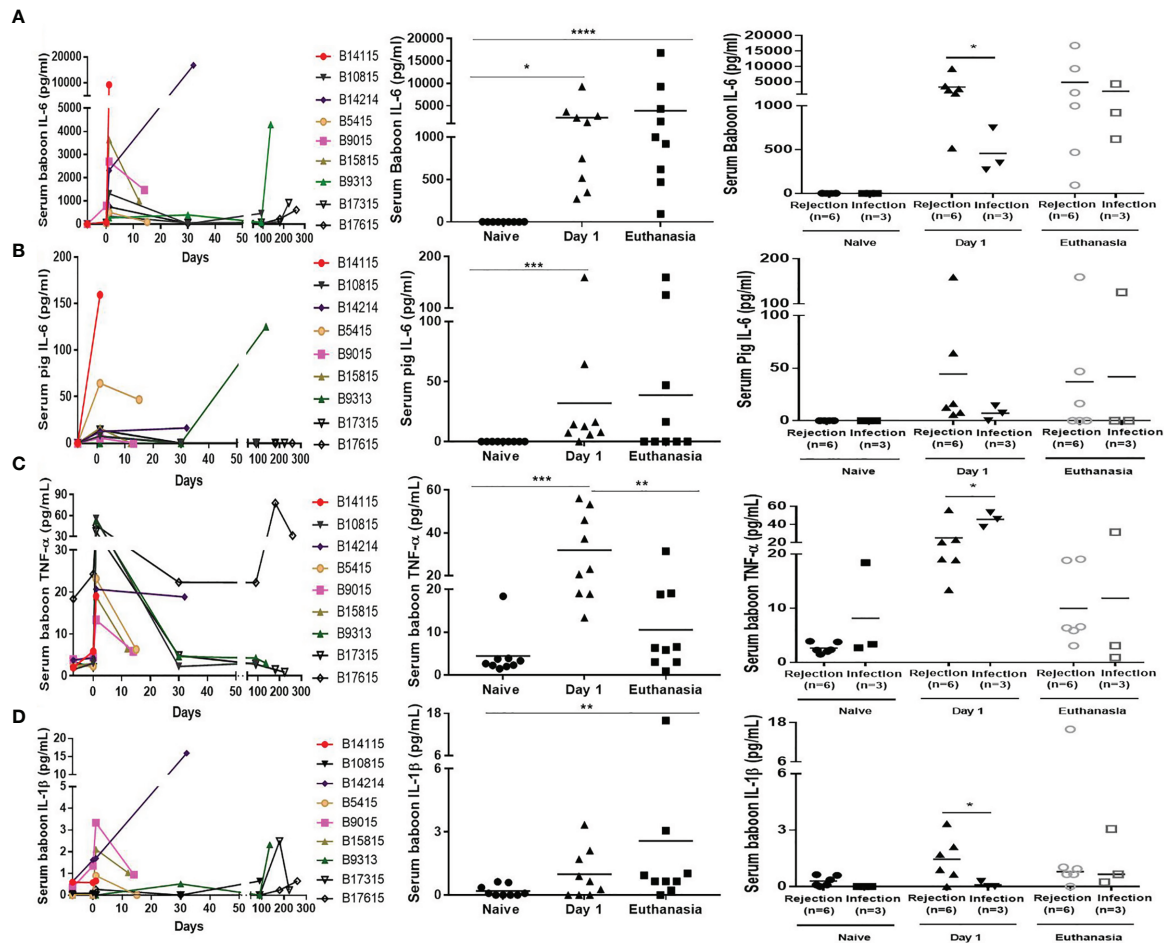 A
Serum baboon IL-6 (pg/ml)
20000
15000
10000
5000
4000
3000
2000
1000
0
0 10 20 30 40 50 100 200 300
Days
B14115
B10815
B14214
B5415
B9015
B15815
B9313
B17315
B17615
Serum Baboon IL-6 (pg/ml)
20000
15000
10000
5000
1000
500
0
****
*
Naive Day 1 Euthanasia
Serum Baboon IL-6 (pg/ml)
20000
15000
10000
5000
1000
500
0
*
Rejection Infection Rejection Infection Rejection Infection
(n=6) (n=3) (n=6) (n=3) (n=6) (n=3)
Naïve Day 1 Euthanasia
B
Serum pig IL-6 (pg/ml)
200
150
100
50
0
0 10 20 30 40 50 100 200 300
Days
B14115
B10815
B14214
B5415
B9015
B15815
B9313
B17315
B17615
Serum pig IL-6 (pg/ml)
200
100
100
50
0
***
Naive Day 1 Euthanasia
Serum Pig IL-6 (pg/ml)
200
100
100
50
0
Rejection Infection Rejection Infection Rejection Infection
(n=6) (n=3) (n=6) (n=3) (n=6) (n=3)
Naïve Day 1 Euthanasia
C
Serum baboon TNF-α (pg/mL)
90
70
50
30
30
20
10
0
0 10 20 30 40 50 100 200 300
Days
B14115
B10815
B14214
B5415
B9015
B15815
B9313
B17315
B17615
Serum baboon TNF-α (pg/mL)
60
40
20
20
10
0
*** **
Naive Day 1 Euthanasia
Serum baboon TNF-α (pg/mL)
60
40
20
20
10
0
*
Rejection Infection Rejection Infection Rejection Infection
(n=6) (n=3) (n=6) (n=3) (n=6) (n=3)
Naïve Day 1 Euthanasia
D
Serum baboon IL-1β (pg/mL)
20
15
10
5
6
5
4
3
2
1
0
0 10 20 30 40 50 100 200 300
Days
B14115
B10815
B14214
B5415
B9015
B15815
B9313
B17315
B17615
Serum baboon IL-1β (pg/mL)
18
12
6
6
3
0
**
Naive Day 1 Euthanasia
Serum baboon IL-1β (pg/mL)
18
12
6
6
3
0
*
Rejection Infection Rejection Infection Rejection Infection
(n=6) (n=3) (n=6) (n=3) (n=6) (n=3)
Naive Day 1 Euthanasia